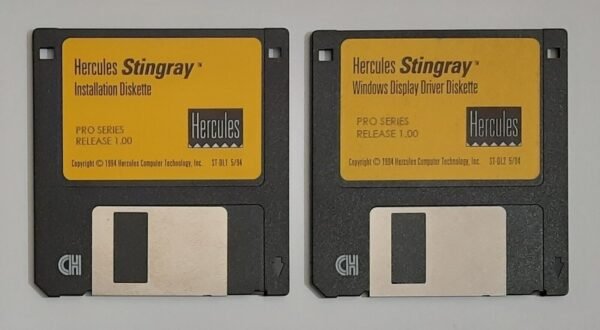 Hercules Stingray™
Installation Diskette
PRO SERIES
RELEASE 1.00
Hercules
Copyright © 1994 Hercules Computer Technology, Inc. ST-DL1 5/94
Hercules Stingray™
Windows Display Driver Diskette
PRO SERIES
RELEASE 1.00
Hercules
Copyright © 1994 Hercules Computer Technology, Inc. ST-DL2 5/94